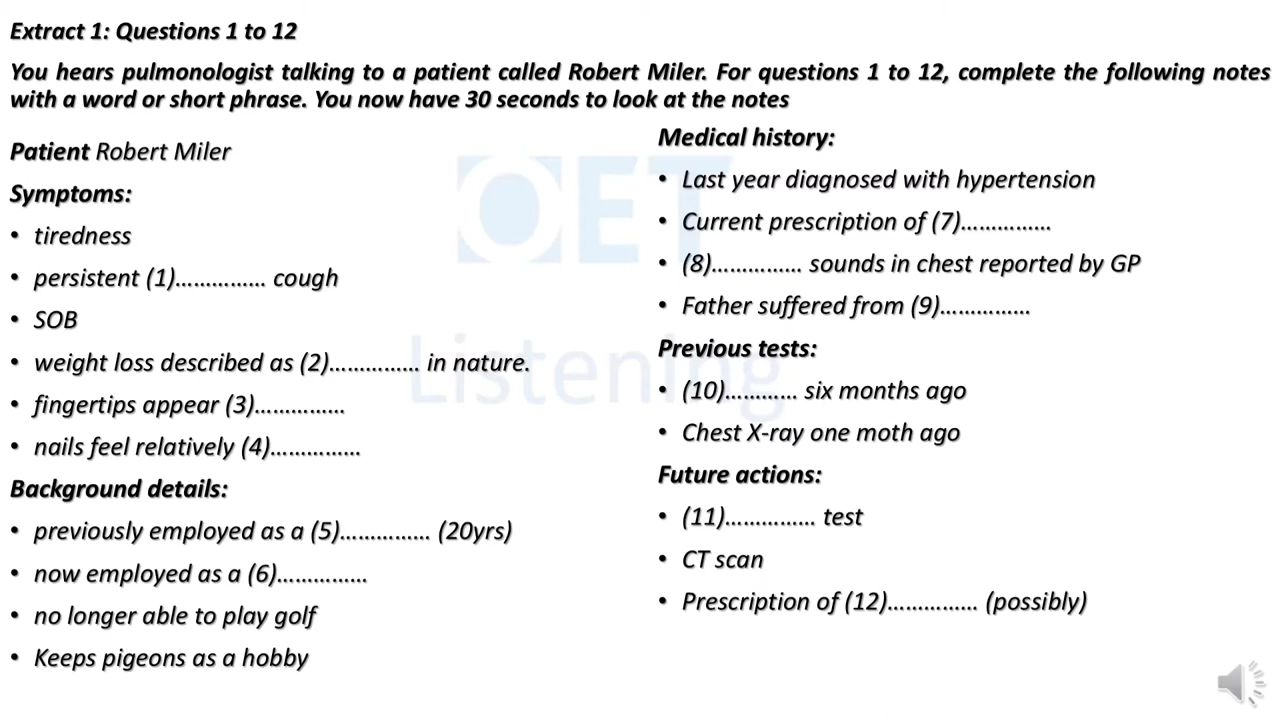 Extract 1: Questions 1 to 12
You hears pulmonologist talking to a patient called Robert Miler. For questions 1 to 12, complete the following notes
with a word or short phrase. You now have 30 seconds to look at the notes
Patient Robert Miler
Symptoms:
• tiredness
• persistent (1)…………… cough
• SOB
• weight loss described as (2)…………… in nature.
• fingertips appear (3)……………
• nails feel relatively (4)……………
Background details:
• previously employed as a (5)…………… (20yrs)
• now employed as a (6)……………
• no longer able to play golf
• Keeps pigeons as a hobby
Medical history:
• Last year diagnosed with hypertension
• Current prescription of (7)……………
• (8)…………… sounds in chest reported by GP
• Father suffered from (9)……………
Previous tests:
• (10)………… six months ago
• Chest X-ray one moth ago
Future actions:
• (11)…………… test
• CT scan
• Prescription of (12)…………… (possibly)
OET
Listening